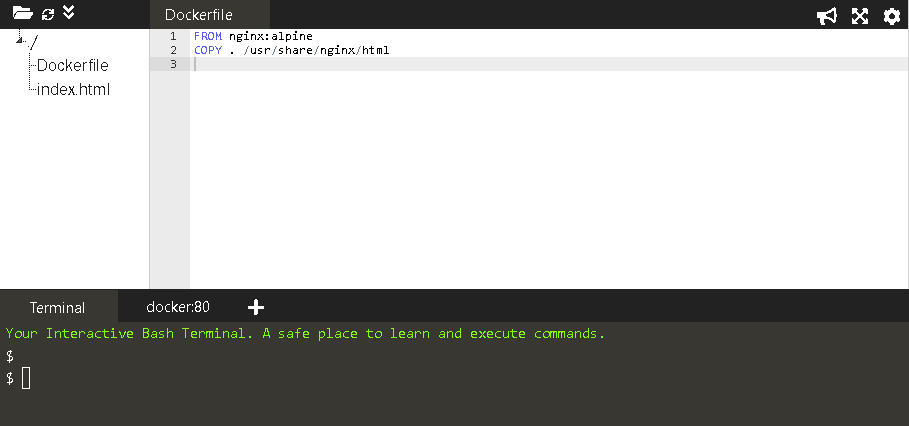 Dockerfile
/
Dockerfile
index.html
1 FROM nginx:alpine
2 COPY . /usr/share/nginx/html
3
Terminal docker:80
Your Interactive Bash Terminal. A safe place to learn and execute commands.
$
$